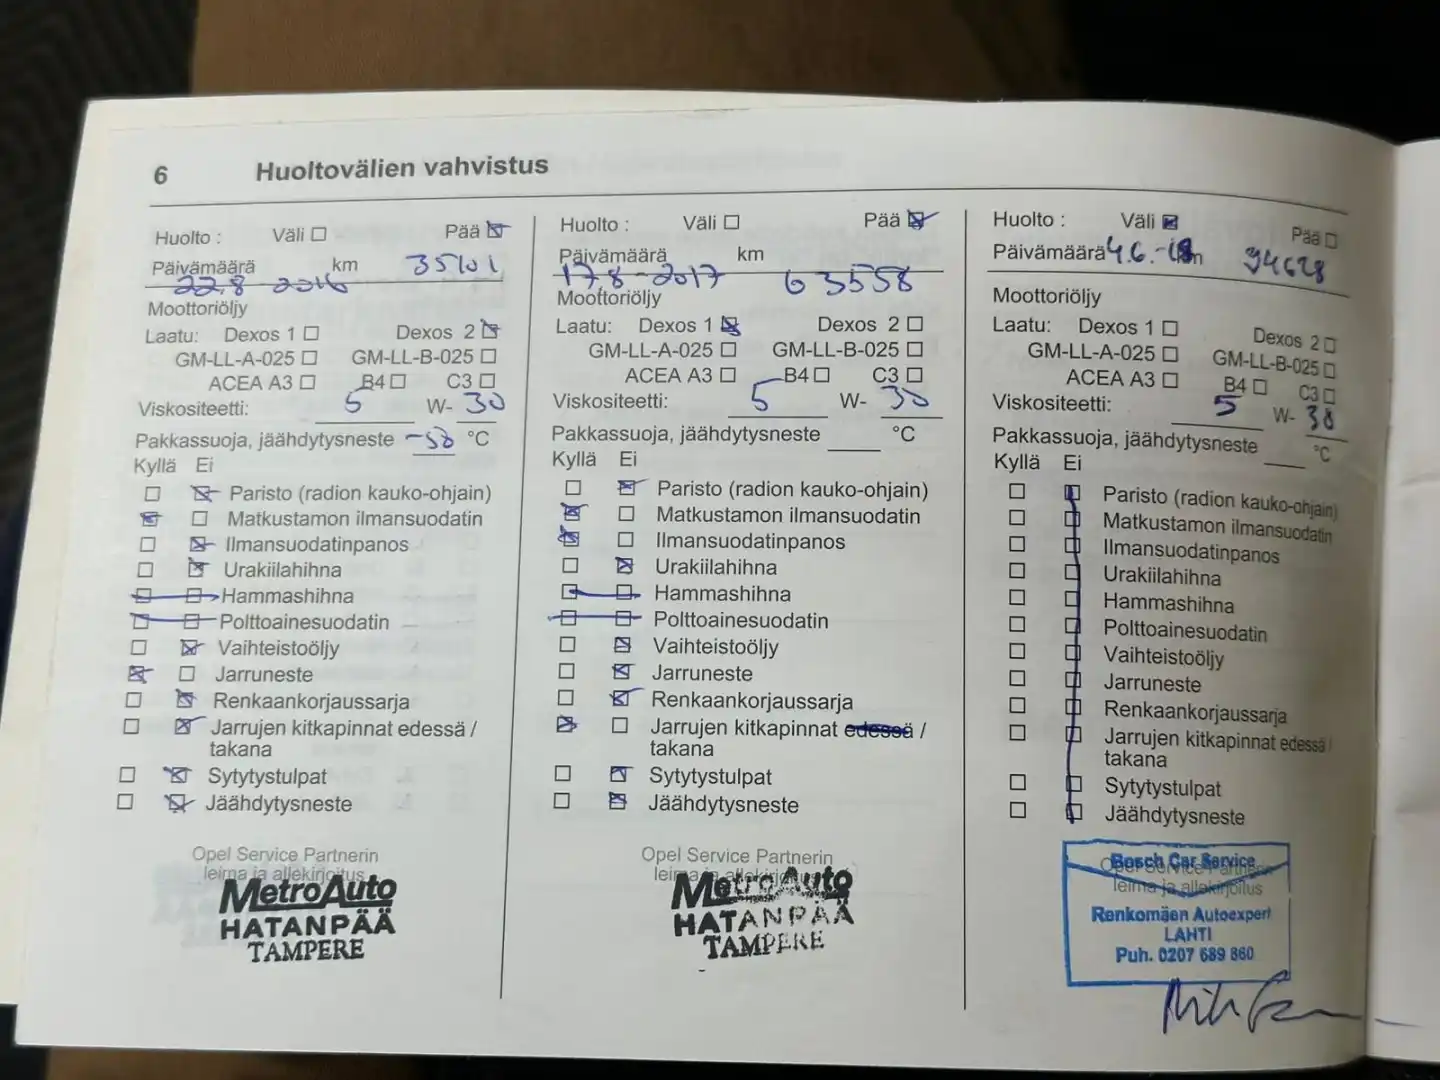 6 Huoltovälien vahvistus
Huolto : Väli ☐ Pää ☒
Päivämäärä km 35101
22.8 - 2016
Moottoriöljy
Laatu: Dexos 1 ☐ Dexos 2 ☒
GM-LL-A-025 ☐ GM-LL-B-025 ☐
ACEA A3 ☐ B4 ☐ C3 ☐
Viskositeetti: 5 W- 30
Pakkassuoja, jäähdytysneste °C
Kyllä Ei
☐ ☒ Paristo (radion kauko-ohjain)
☒ ☐ Matkustamon ilmansuodatin
☐ ☒ Ilmansuodatinpanos
☐ ☒ Urakiilahihna
☐ ☐ Hammashihna
☐ ☐ Polttoainesuodatin
☐ ☒ Vaihteistoöljy
☒ ☐ Jarruneste
☐ ☒ Renkaankorjaussarja
☐ ☒ Jarrujen kitkapinnat edessä /
takana
☐ ☒ Sytytystulpat
☐ ☒ Jäähdytysneste
Opel Service Partnerin
leima ja allekirjoitus
MetroAuto
HATANPÄÄ
TAMPERE
Huolto : Väli ☐ Pää ☒
Päivämäärä km
17.8 - 2017 63558
Moottoriöljy
Laatu: Dexos 1 ☒ Dexos 2 ☐
GM-LL-A-025 ☐ GM-LL-B-025 ☐
ACEA A3 ☐ B4 ☐ C3 ☐
Viskositeetti: 5 W- 30
Pakkassuoja, jäähdytysneste °C
Kyllä Ei
☐ ☒ Paristo (radion kauko-ohjain)
☒ ☐ Matkustamon ilmansuodatin
☒ ☐ Ilmansuodatinpanos
☐ ☒ Urakiilahihna
☐ ☐ Hammashihna
☐ ☐ Polttoainesuodatin
☐ ☒ Vaihteistoöljy
☐ ☒ Jarruneste
☐ ☒ Renkaankorjaussarja
☒ ☐ Jarrujen kitkapinnat edessä /
takana
☐ ☒ Sytytystulpat
☐ ☒ Jäähdytysneste
Opel Service Partnerin
leima ja allekirjoitus
MetroAuto
HATANPÄÄ
TAMPERE
Huolto : Väli ☒ Pää ☐
Päivämäärä 4.6.-18 km 94628
Moottoriöljy
Laatu: Dexos 1 ☐ Dexos 2 ☐
GM-LL-A-025 ☐ GM-LL-B-025 ☐
ACEA A3 ☐ B4 ☐ C3 ☐
Viskositeetti: 5 W- 30
Pakkassuoja, jäähdytysneste °C
Kyllä Ei
☐ ☐ Paristo (radion kauko-ohjain)
☐ ☐ Matkustamon ilmansuodatin
☐ ☐ Ilmansuodatinpanos
☐ ☐ Urakiilahihna
☐ ☐ Hammashihna
☐ ☐ Polttoainesuodatin
☐ ☐ Vaihteistoöljy
☐ ☐ Jarruneste
☐ ☐ Renkaankorjaussarja
☐ ☐ Jarrujen kitkapinnat edessä /
takana
☐ ☐ Sytytystulpat
☐ ☐ Jäähdytysneste
Bosch Car Service
Opel Service Partnerin
leima ja allekirjoitus
Renkomäen Autoexpert
LAHTI
Puh. 0207 689 860